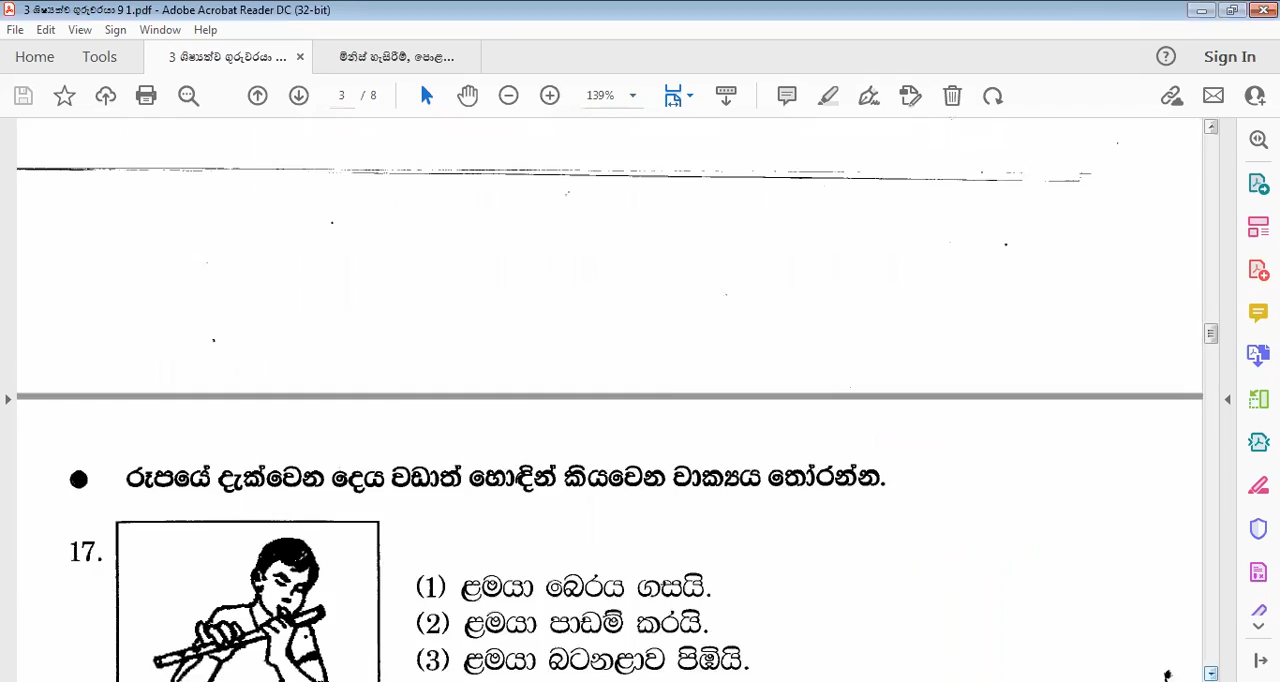 3 ශිෂ්‍යත්ව ගුරුවරයා 9 1.pdf - Adobe Acrobat Reader DC (32-bit)
File Edit View Sign Window Help
Home Tools 3 ශිෂ්‍යත්ව ගුරුවරයා ... × මිනිස් හැසිරීම්, පොළ... Sign In
3 / 8 139%
● රූපයේ දැක්වෙන දෙය වඩාත් හොඳින් කියවෙන වාක්‍යය තෝරන්න.
17.
(1) ළමයා බෙරය ගසයි.
(2) ළමයා පාඩම් කරයි.
(3) ළමයා බටනළාව පිඹියි.